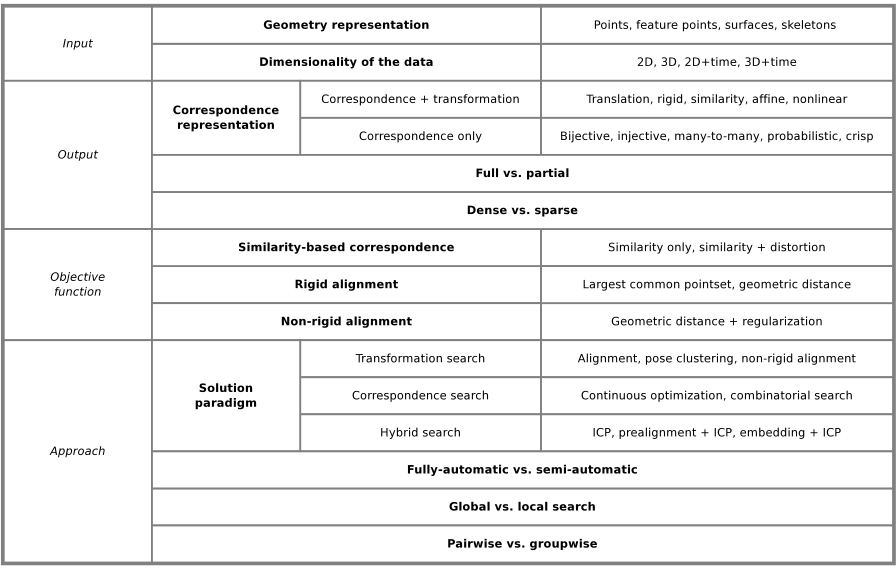 Input
Geometry representation
Points, feature points, surfaces, skeletons
Dimensionality of the data
2D, 3D, 2D+time, 3D+time
Output
Correspondence
representation
Correspondence + transformation
Translation, rigid, similarity, affine, nonlinear
Correspondence only
Bijective, injective, many-to-many, probabilistic, crisp
Full vs. partial
Dense vs. sparse
Objective
function
Similarity-based correspondence
Similarity only, similarity + distortion
Rigid alignment
Largest common pointset, geometric distance
Non-rigid alignment
Geometric distance + regularization
Approach
Solution
paradigm
Transformation search
Alignment, pose clustering, non-rigid alignment
Correspondence search
Continuous optimization, combinatorial search
Hybrid search
ICP, prealignment + ICP, embedding + ICP
Fully-automatic vs. semi-automatic
Global vs. local search
Pairwise vs. groupwise